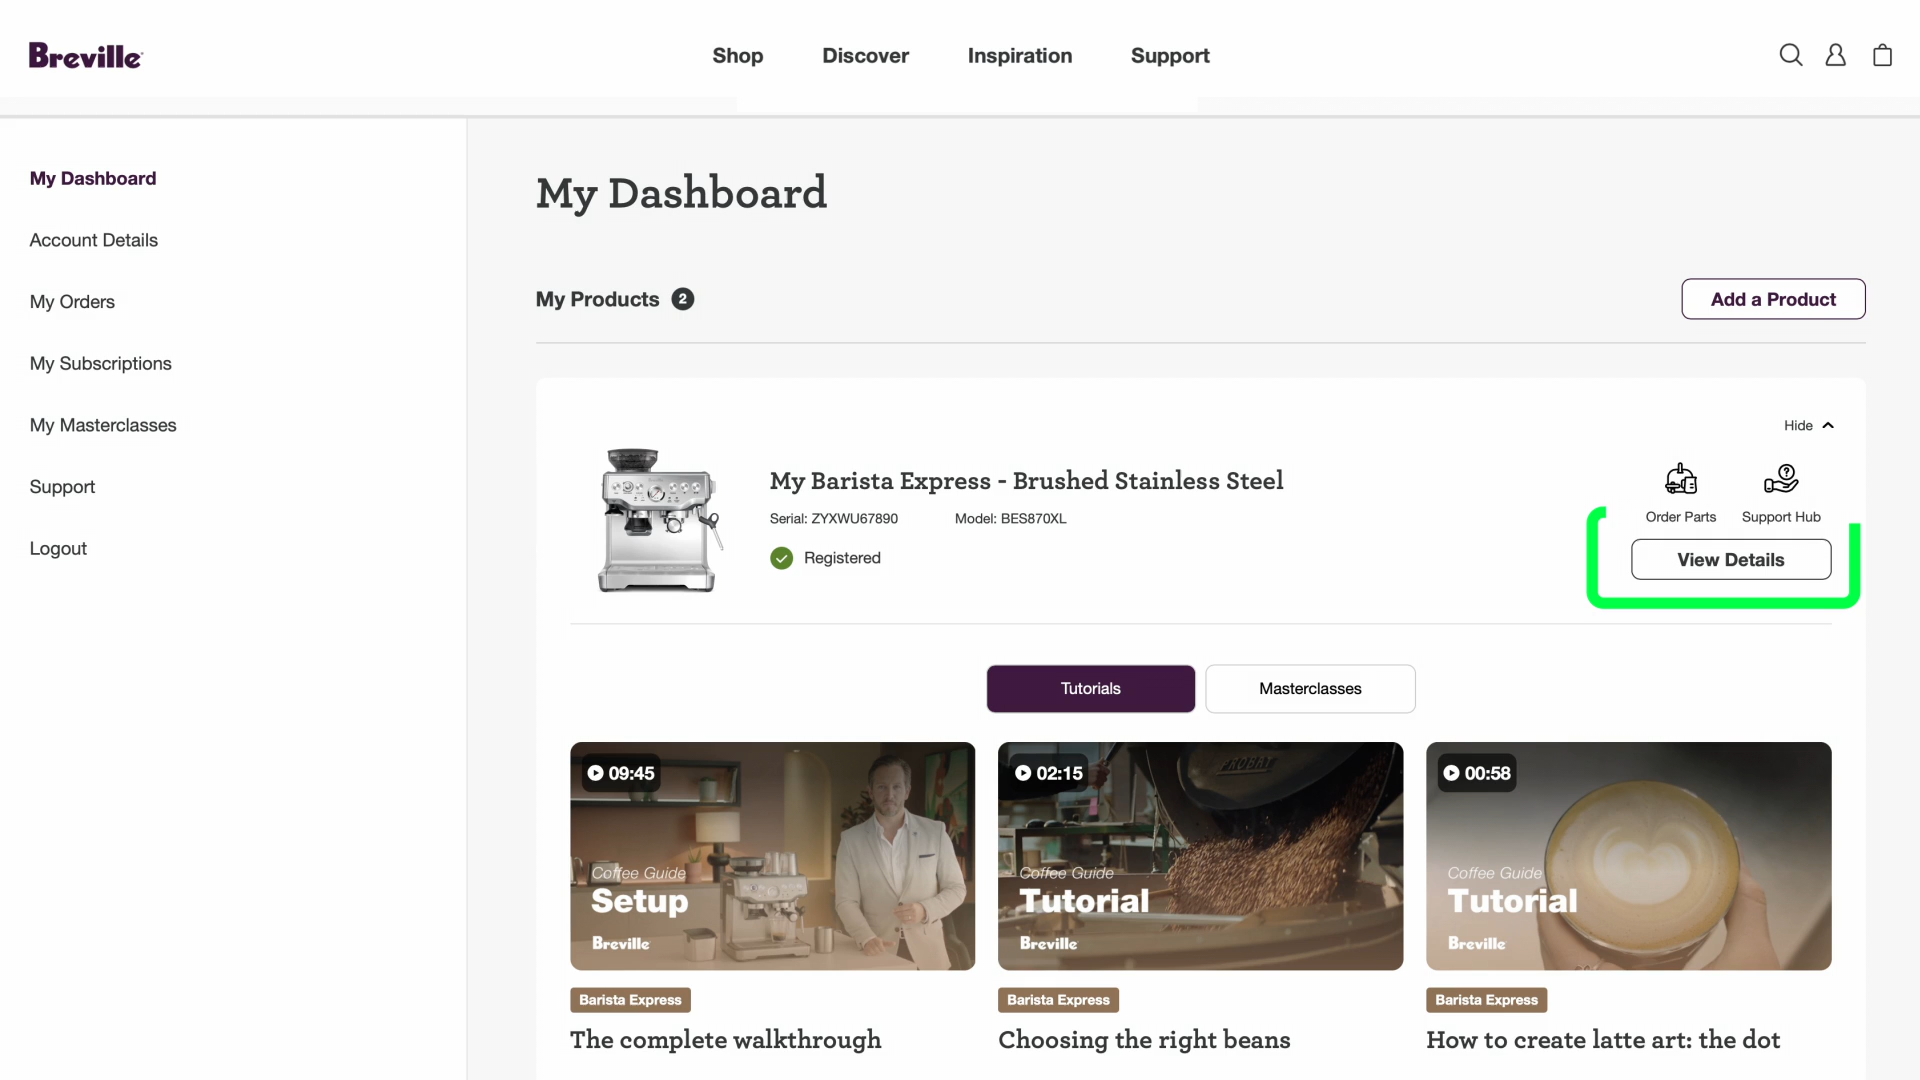 Breville
Shop
Discover
Inspiration
Support
My Dashboard
Account Details
My Orders
My Subscriptions
My Masterclasses
Support
Logout
My Dashboard
My Products 2
Add a Product
Hide
My Barista Express - Brushed Stainless Steel
Serial: ZYXWU67890
Model: BES870XL
Registered
Order Parts
Support Hub
View Details
Tutorials
Masterclasses
09:45
Coffee Guide
Setup
Breville
Barista Express
The complete walkthrough
02:15
PROBAT
Coffee Guide
Tutorial
Breville
Barista Express
Choosing the right beans
00:58
Coffee Guide
Tutorial
Breville
Barista Express
How to create latte art: the dot